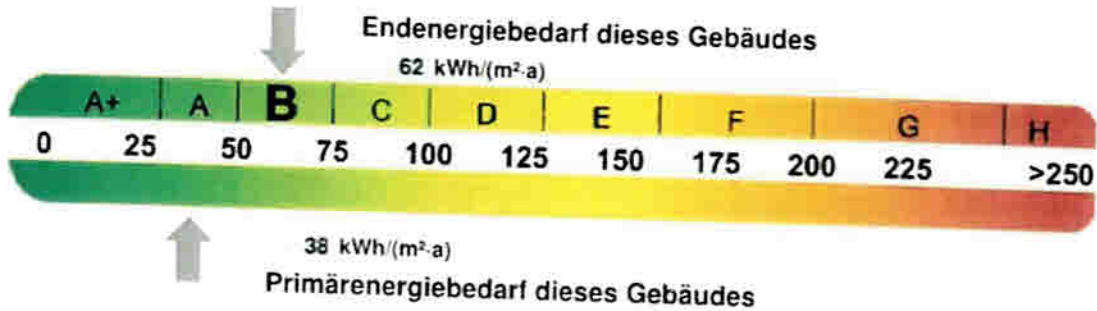 Endenergiebedarf dieses Gebäudes
62 kWh/(m²·a)
A+ A B C D E F G H
0 25 50 75 100 125 150 175 200 225 >250
38 kWh/(m²·a)
Primärenergiebedarf dieses Gebäudes